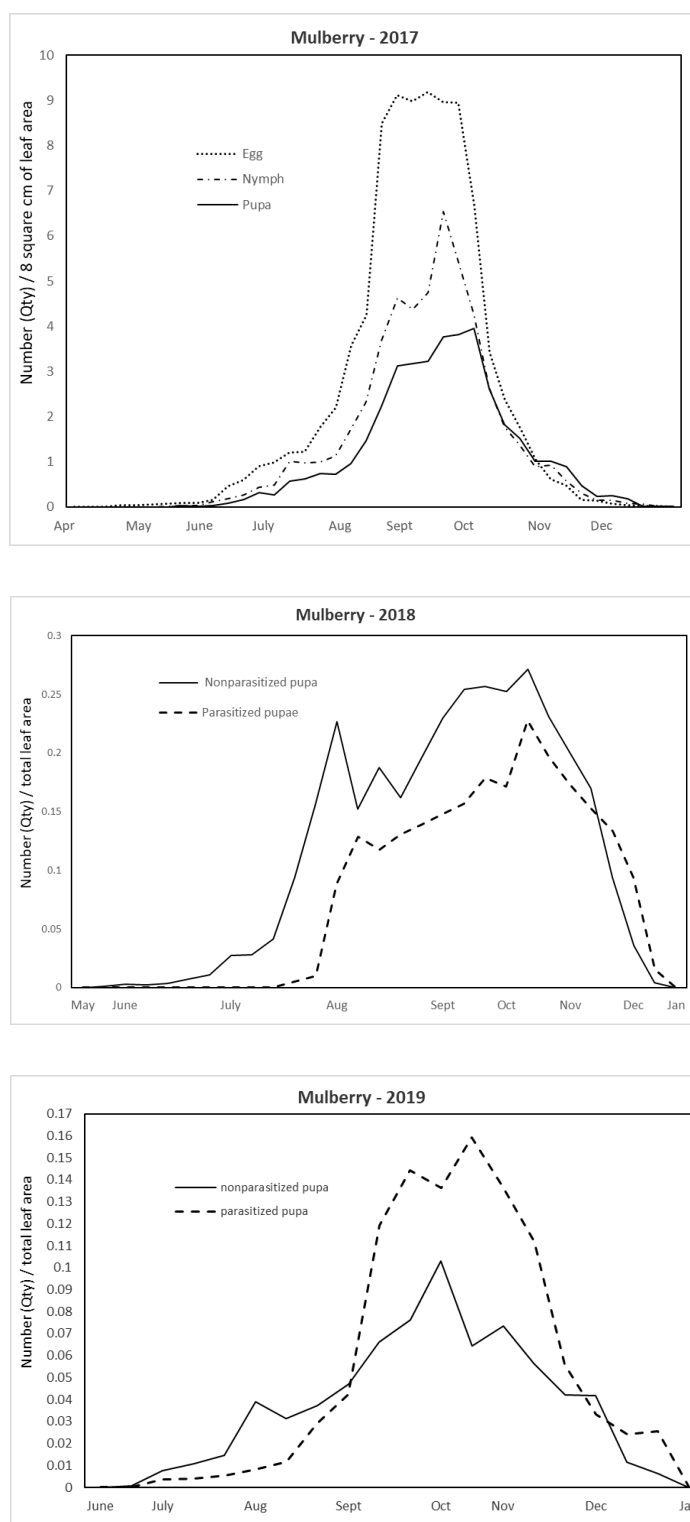 Mulberry - 2017
Number (Qty) / 8 square cm of leaf area
10
9
8
7
6
5
4
3
2
1
0
Egg
Nymph
Pupa
Apr May June July Aug Sept Oct Nov Dec
Mulberry - 2018
Number (Qty) / total leaf area
0.3
0.25
0.2
0.15
0.1
0.05
0
Nonparasitized pupa
Parasitized pupae
May June July Aug Sept Oct Nov Dec Jan
Mulberry - 2019
Number (Qty) / total leaf area
0.17
0.16
0.15
0.14
0.13
0.12
0.11
0.1
0.09
0.08
0.07
0.06
0.05
0.04
0.03
0.02
0.01
0
nonparasitized pupa
parasitized pupa
June July Aug Sept Oct Nov Dec